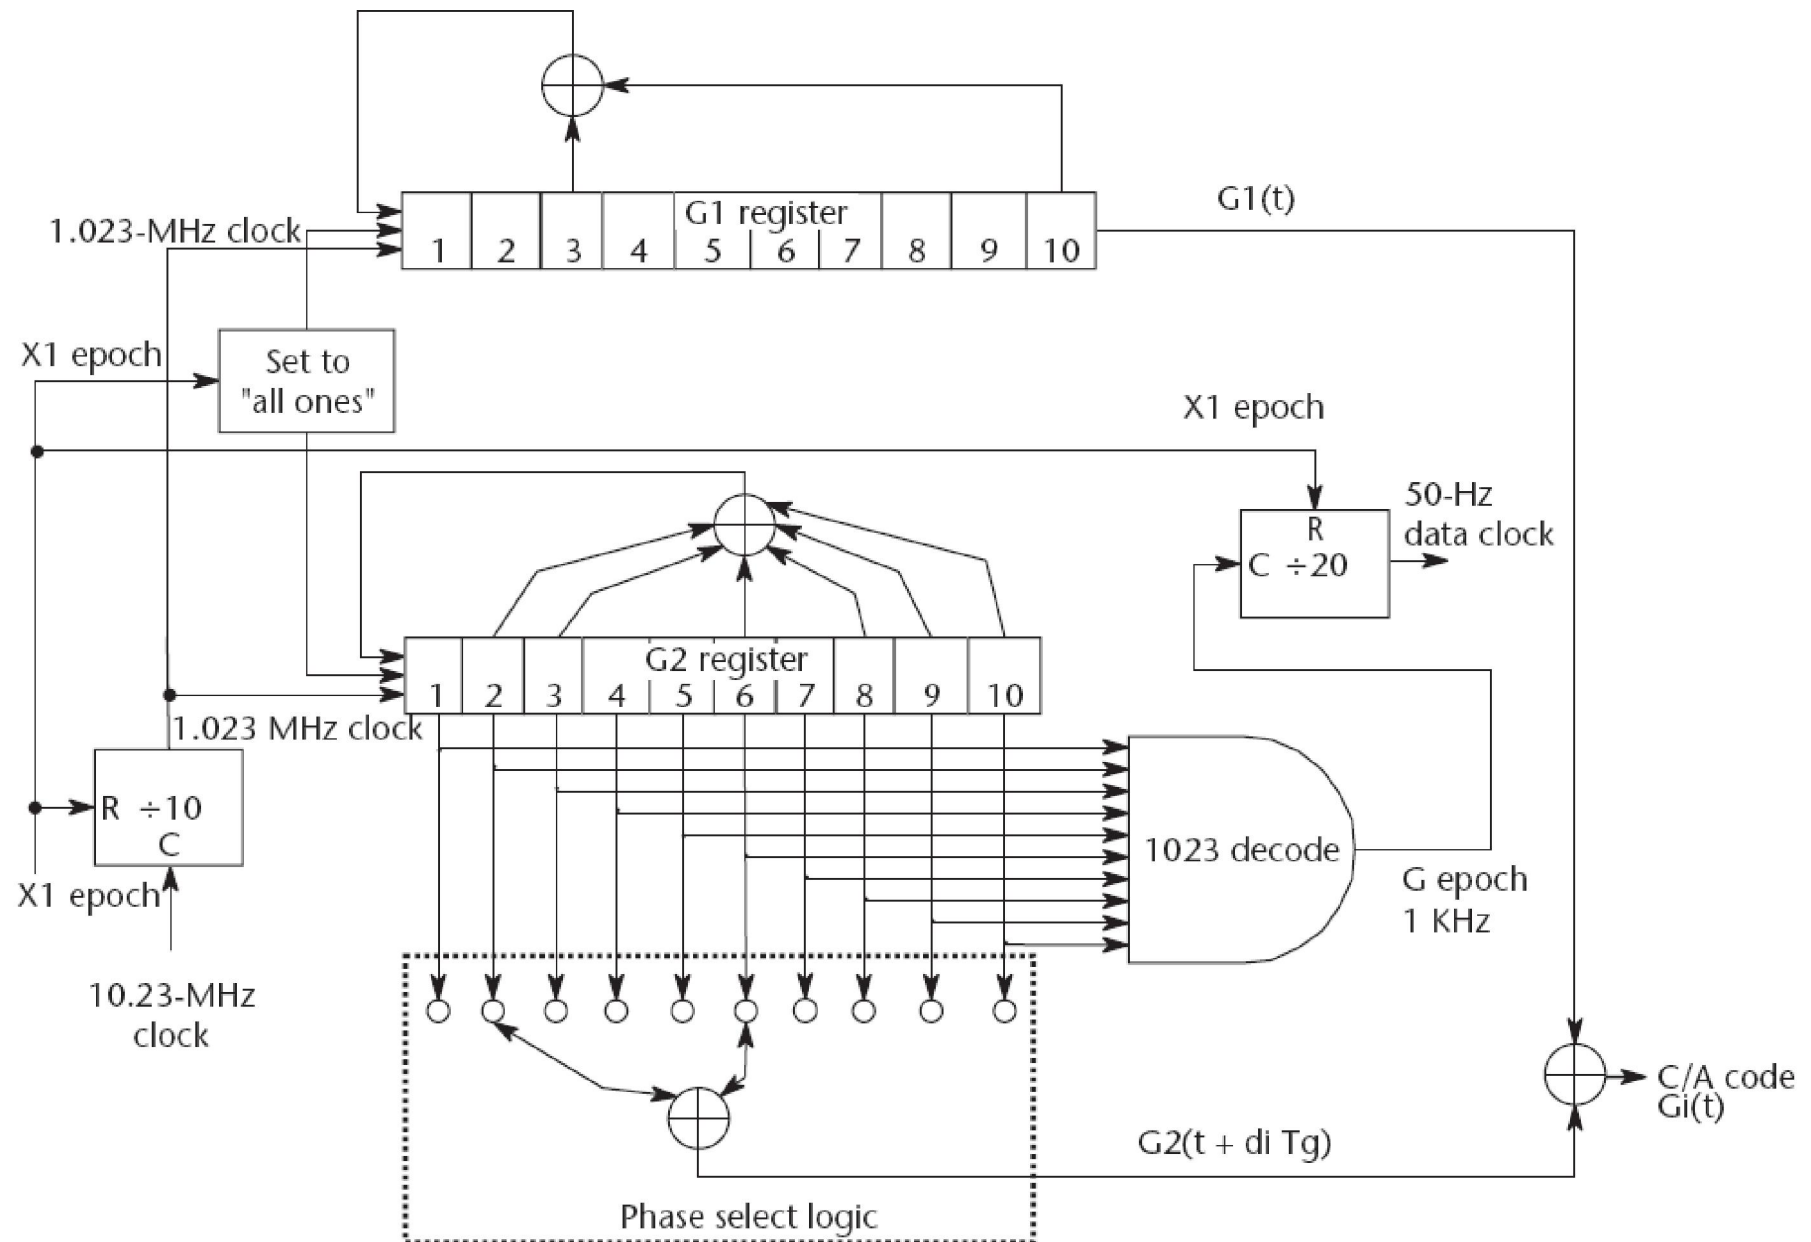 G1(t)
G1 register
1.023-MHz clock
1 2 3 4 5 6 7 8 9 10
X1 epoch
Set to
"all ones"
X1 epoch
50-Hz
data clock
R
C ÷20
G2 register
1 2 3 4 5 6 7 8 9 10
1.023 MHz clock
R ÷10
C
1023 decode
X1 epoch
G epoch
1 KHz
10.23-MHz
clock
C/A code
Gi(t)
G2(t + di Tg)
Phase select logic